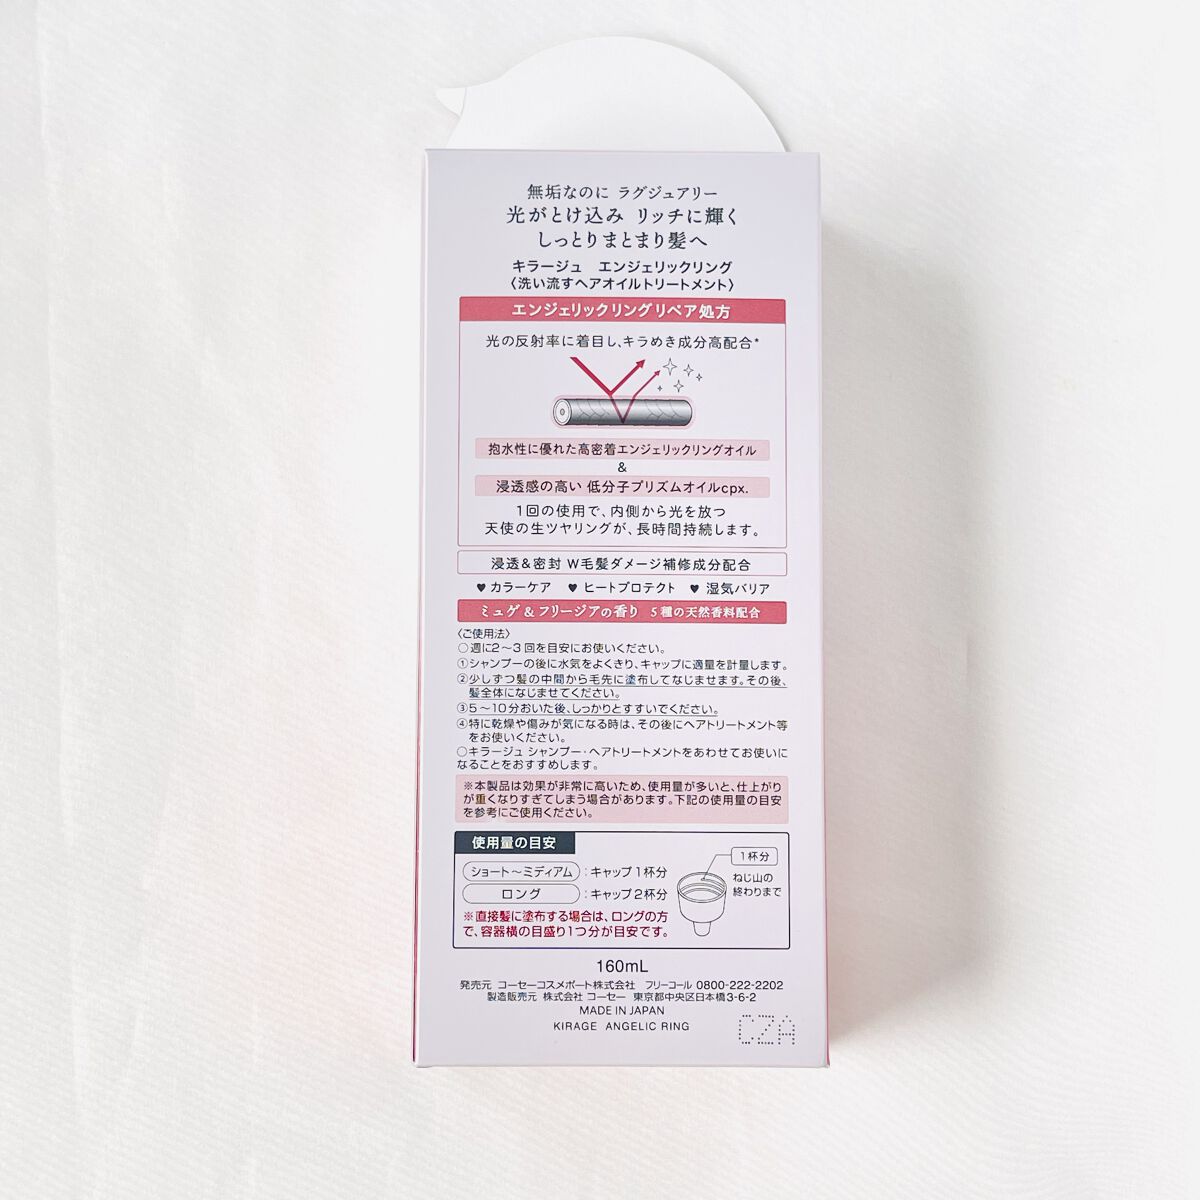 無垢なのに ラグジュアリー
光がとけ込み リッチに輝く
しっとりまとまり髪へ
キラージュ エンジェリックリング
〈洗い流すヘアオイルトリートメント〉
エンジェリックリングリペア処方
光の反射率に着目し、キラめき成分高配合*
抱水性に優れた高密着エンジェリックリングオイル
&
浸透感の高い 低分子プリズムオイルcpx.
1回の使用で、内側から光を放つ
天使の生ツヤリングが、長時間持続します。
浸透&密封 W毛髪ダメージ補修成分配合
♥ カラーケア ♥ ヒートプロテクト ♥ 湿気バリア
ミュゲ&フリージアの香り 5種の天然香料配合
〈ご使用法〉
○週に2～3回を目安にお使いください。
①シャンプーの後に水気をよくきり、キャップに適量を計量します。
②少しずつ髪の中間から毛先に塗布してなじませます。その後、
髪全体になじませてください。
③5～10分おいた後、しっかりとすすいでください。
④特に乾燥や傷みが気になる時は、その後にヘアトリートメント等
をお使いください。
○キラージュ シャンプー・ヘアトリートメントをあわせてお使いに
なることをおすすめします。
※本製品は効果が非常に高いため、使用量が多いと、仕上がり
が重くなりすぎてしまう場合があります。下記の使用量の目安
を参考にご使用ください。
使用量の目安
ショート～ミディアム :キャップ1杯分
ロング :キャップ2杯分
1杯分
ねじ山の
終わりまで
※直接髪に塗布する場合は、ロングの方
で、容器横の目盛り1つ分が目安です。
160mL
発売元 コーセーコスメポート株式会社 フリーコール 0800-222-2202
製造販売元 株式会社 コーセー 東京都中央区日本橋3-6-2
MADE IN JAPAN
KIRAGE ANGELIC RING
CZA